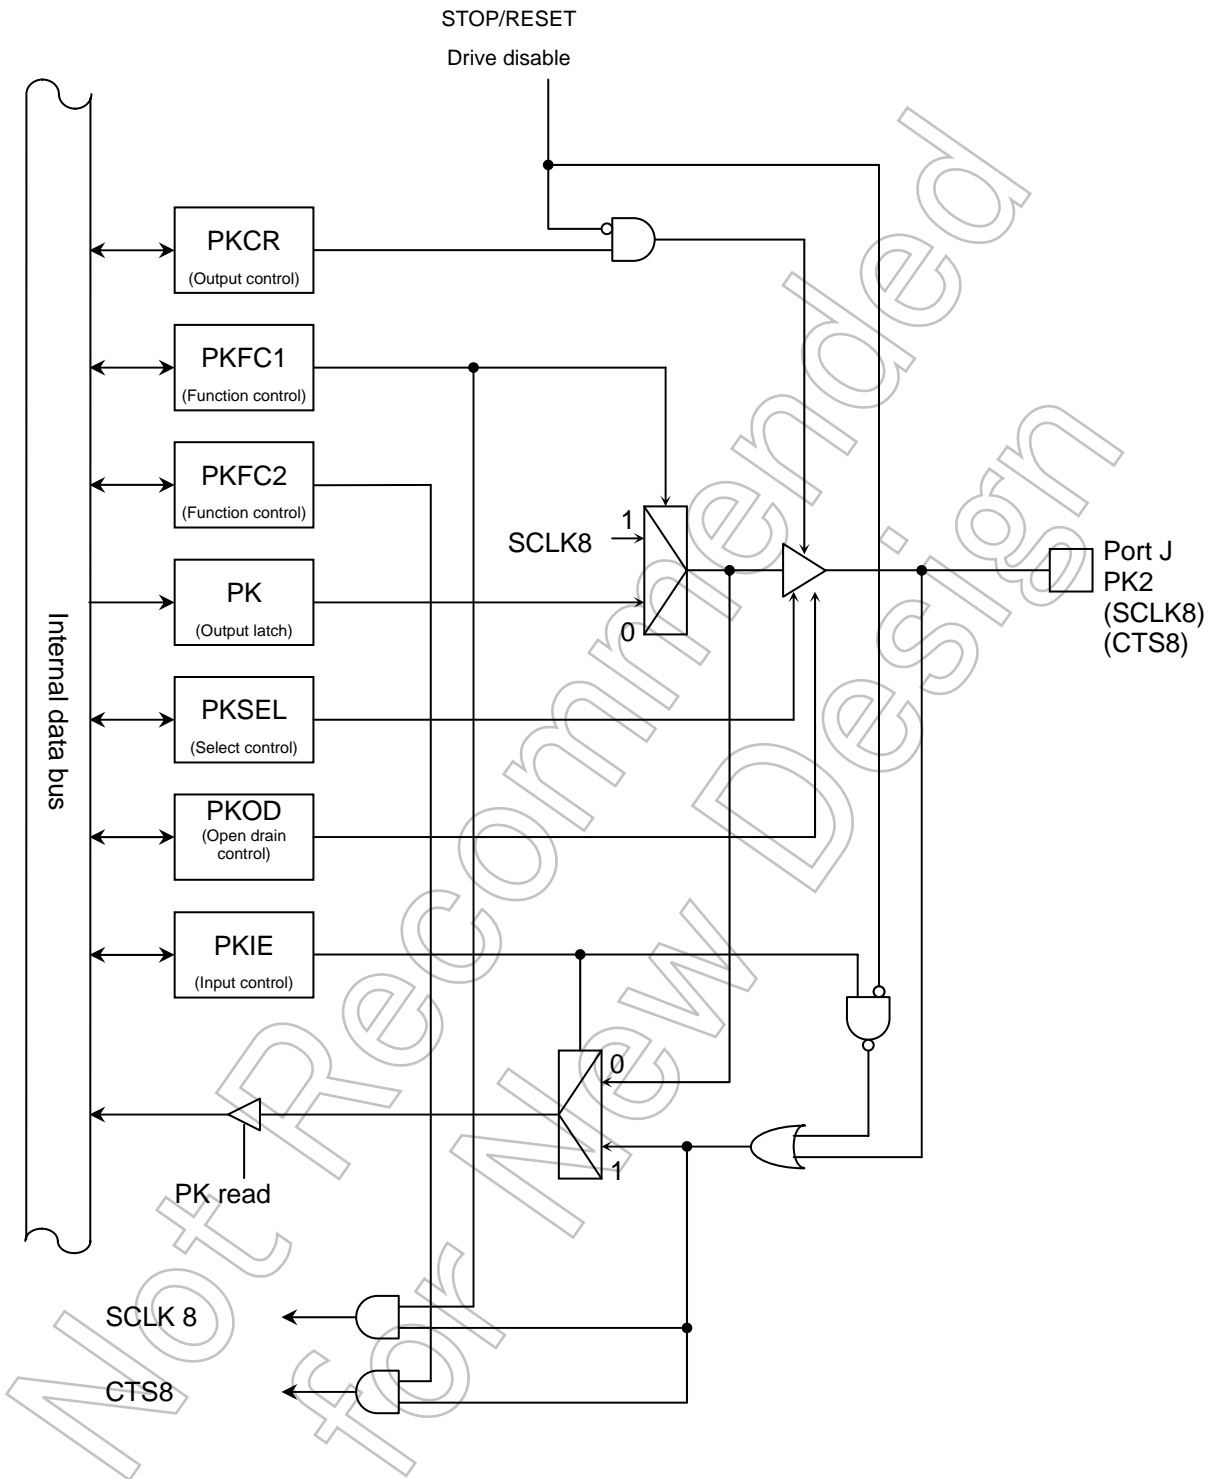 STOP/RESET
Drive disable
PKCR
(Output control)
PKFC1
(Function control)
PKFC2
(Function control)
SCLK8
1
0
PK
(Output latch)
Port J
PK2
(SCLK8)
(CTS8)
Internal data bus
PKSEL
(Select control)
PKOD
(Open drain
control)
PKIE
(Input control)
0
1
PK read
SCLK 8
CTS8
Not Recommended
for New Design